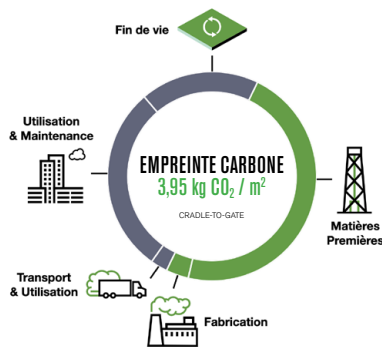 Fin de vie
Utilisation
& Maintenance
EMPREINTE CARBONE
3,95 kg CO₂ / m²
CRADLE-TO-GATE
Matières
Premières
Transport
& Utilisation
Fabrication